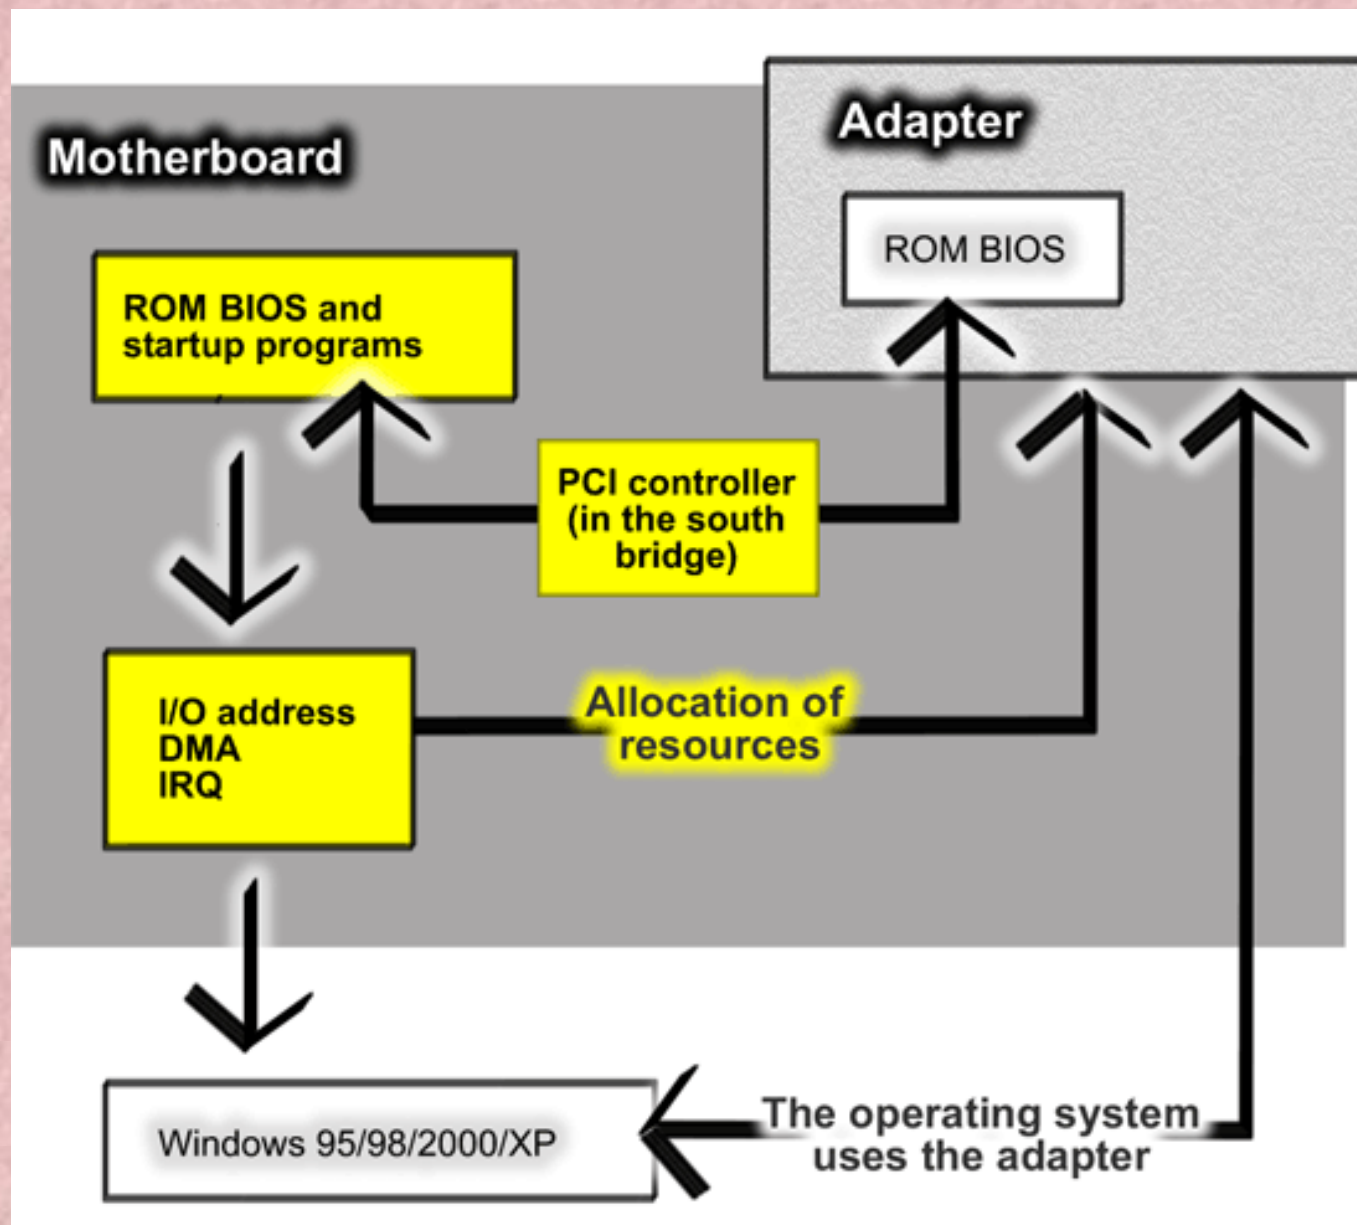 Motherboard
Adapter
ROM BIOS
ROM BIOS and
startup programs
PCI controller
(in the south
bridge)
I/O address
DMA
IRQ
Allocation of
resources
Windows 95/98/2000/XP
The operating system
uses the adapter